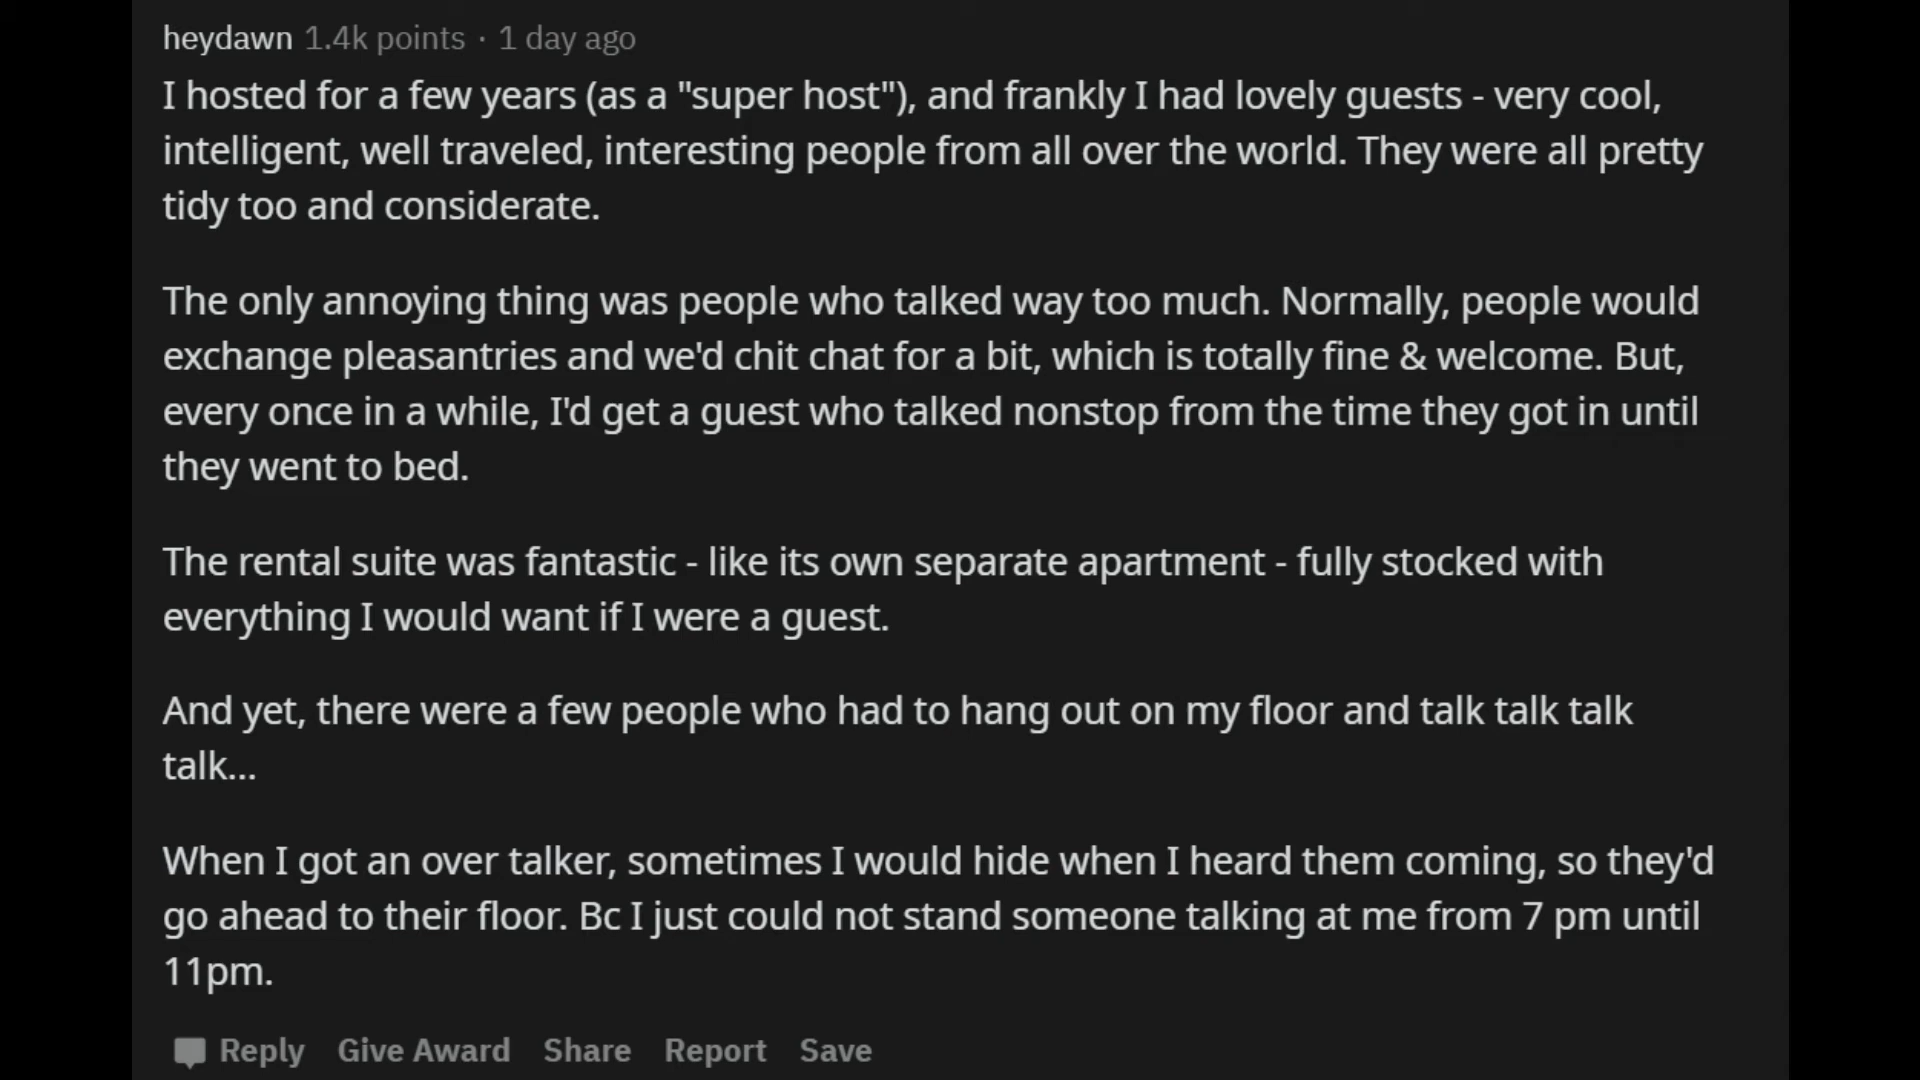 heydawn 1.4k points · 1 day ago
I hosted for a few years (as a "super host"), and frankly I had lovely guests - very cool,
intelligent, well traveled, interesting people from all over the world. They were all pretty
tidy too and considerate.
The only annoying thing was people who talked way too much. Normally, people would
exchange pleasantries and we'd chit chat for a bit, which is totally fine & welcome. But,
every once in a while, I'd get a guest who talked nonstop from the time they got in until
they went to bed.
The rental suite was fantastic - like its own separate apartment - fully stocked with
everything I would want if I were a guest.
And yet, there were a few people who had to hang out on my floor and talk talk talk
talk...
When I got an over talker, sometimes I would hide when I heard them coming, so they'd
go ahead to their floor. Bc I just could not stand someone talking at me from 7 pm until
11pm.
Reply Give Award Share Report Save